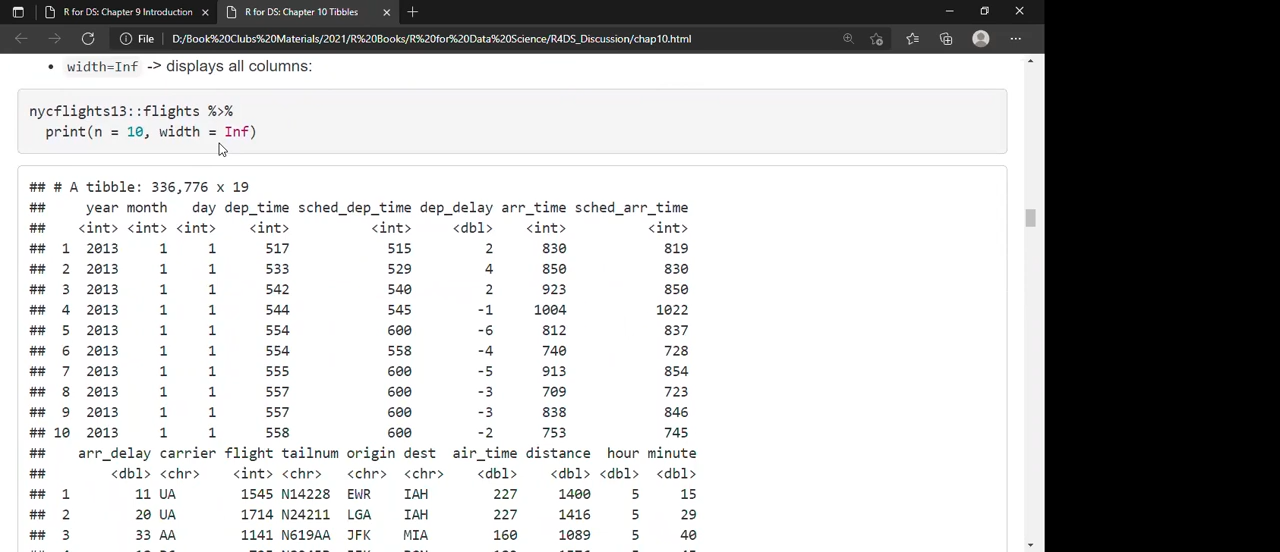 R for DS: Chapter 9 Introduction
R for DS: Chapter 10 Tibbles
File D:/Book%20Clubs%20Materials/2021/R%20Books/R%20for%20Data%20Science/R4DS_Discussion/chap10.html
• width=Inf -> displays all columns:
nycflights13::flights %>%
print(n = 10, width = Inf)
## # A tibble: 336,776 x 19
## year month day dep_time sched_dep_time dep_delay arr_time sched_arr_time
## <int> <int> <int> <int> <int> <dbl> <int> <int>
## 1 2013 1 1 517 515 2 830 819
## 2 2013 1 1 533 529 4 850 830
## 3 2013 1 1 542 540 2 923 850
## 4 2013 1 1 544 545 -1 1004 1022
## 5 2013 1 1 554 600 -6 812 837
## 6 2013 1 1 554 558 -4 740 728
## 7 2013 1 1 555 600 -5 913 854
## 8 2013 1 1 557 600 -3 709 723
## 9 2013 1 1 557 600 -3 838 846
## 10 2013 1 1 558 600 -2 753 745
## arr_delay carrier flight tailnum origin dest air_time distance hour minute
## <dbl> <chr> <int> <chr> <chr> <chr> <dbl> <dbl> <dbl> <dbl>
## 1 11 UA 1545 N14228 EWR IAH 227 1400 5 15
## 2 20 UA 1714 N24211 LGA IAH 227 1416 5 29
## 3 33 AA 1141 N619AA JFK MIA 160 1089 5 40